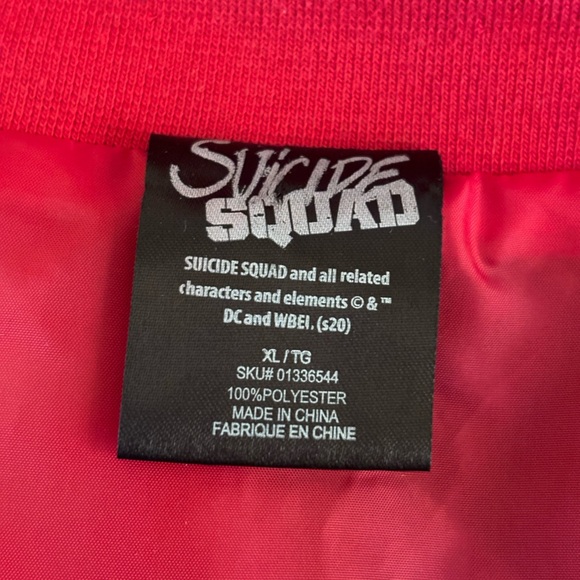 SUiCIDE
SQUAD
SUICIDE SQUAD and all related
characters and elements © & ™
DC and WBEI. (s20)
XL / TG
SKU# 01336544
100%POLYESTER
MADE IN CHINA
FABRIQUE EN CHINE